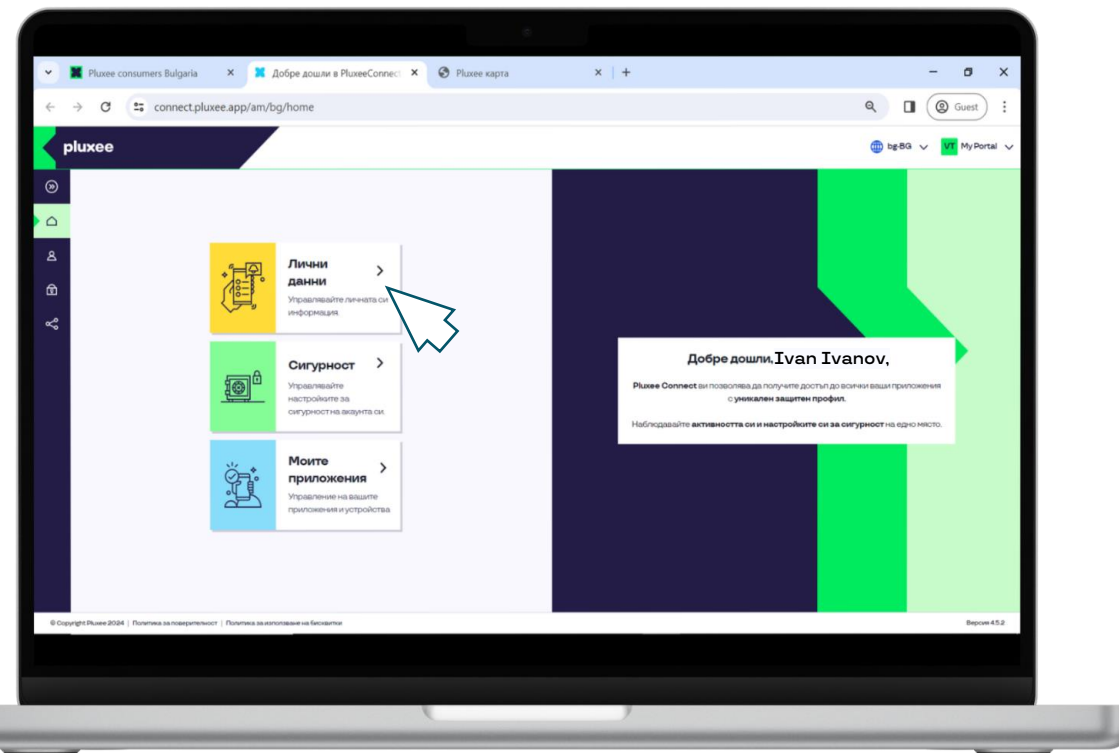 Pluxee consumers Bulgaria
Добре дошли в PluxeeConnect
Pluxee карта
connect.pluxee.app/am/bg/home
Guest
pluxee
bg-BG
VT My Portal
Лични
данни
Управлявайте личната си
информация
Сигурност
Управлявайте
настройките за
сигурност на акаунта си.
Моите
приложения
Управление на вашите
приложения и устройства
Добре дошли, Ivan Ivanov,
Pluxee Connect ви позволява да получите достъп до всички ваши приложения
с уникален защитен профил.
Наблюдавайте активността си и настройките си за сигурност на едно място.
© Copyright Pluxee 2024 | Политика за поверителност | Политика за използване на бисквитки
Версия 4.5.2